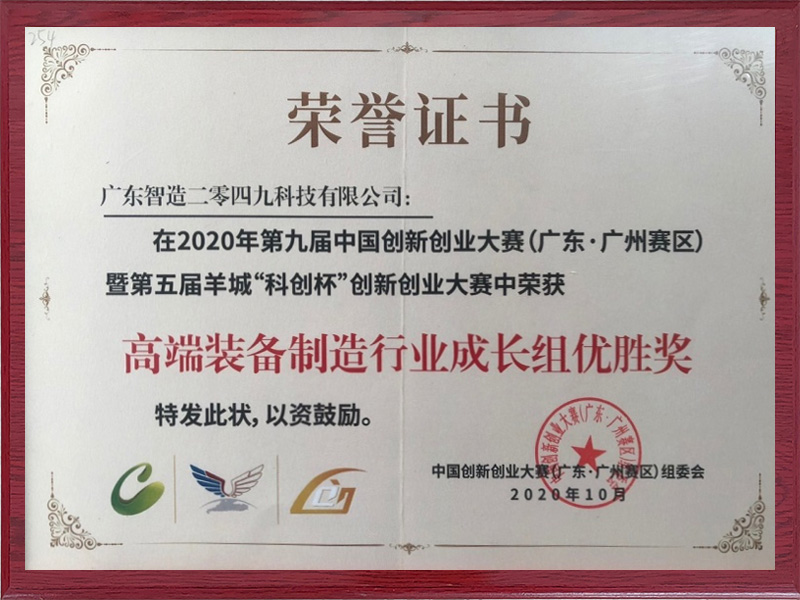 254
荣誉证书
广东智造二零四九科技有限公司：
在2020年第九届中国创新创业大赛（广东·广州赛区）
暨第五届羊城“科创杯”创新创业大赛中荣获
高端装备制造行业成长组优胜奖
特发此状，以资鼓励。
中国创新创业大赛（广东·广州赛区）组委会
2020年10月